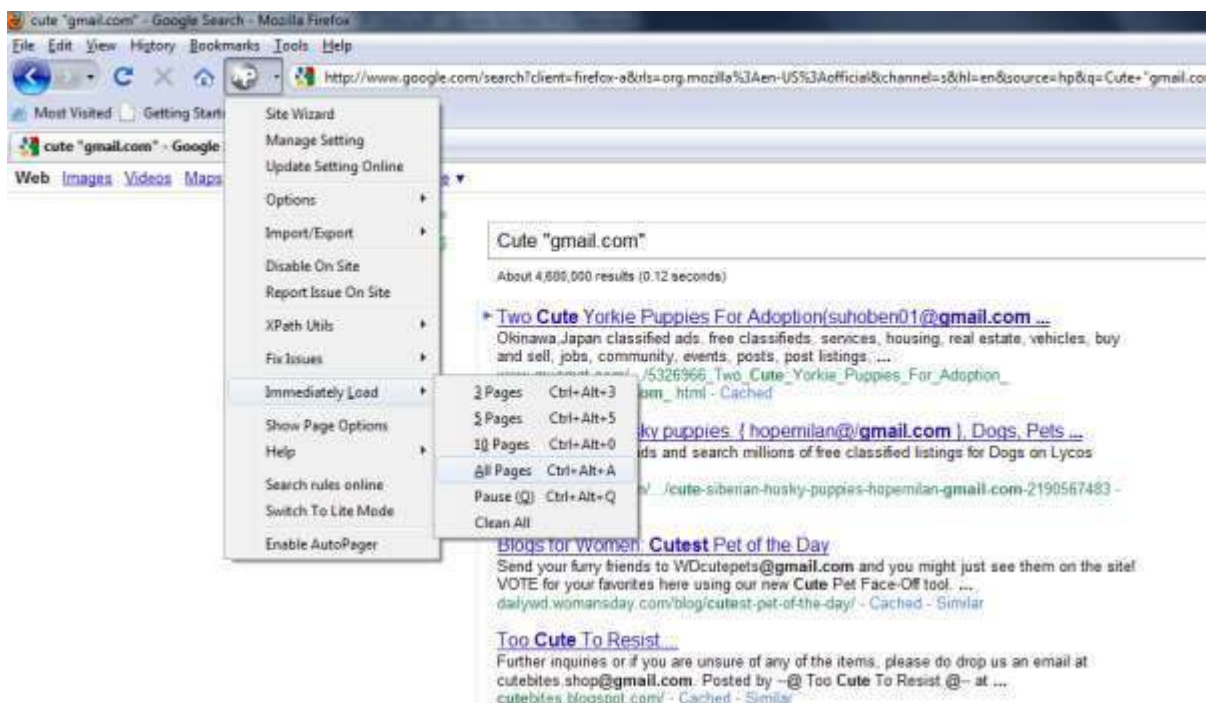 cute "gmail.com" - Google Search - Mozilla Firefox
File Edit View History Bookmarks Tools Help
http://www.google.com/search?client=firefox-a&rls=org.mozilla%3Aen-US%3Aofficial&channel=s&hl=en&source=hp&q=Cute+"gmail.co
Most Visited Getting Start
cute "gmail.com" - Google
Web Images Videos Maps
Site Wizard
Manage Setting
Update Setting Online
Options
Import/Export
Disable On Site
Report Issue On Site
XPath Utils
Fix Issues
Immediately Load
Show Page Options
Help
Search rules online
Switch To Lite Mode
Enable AutoPager
3 Pages Ctrl+Alt+3
5 Pages Ctrl+Alt+5
10 Pages Ctrl+Alt+0
All Pages Ctrl+Alt+A
Pause (Q) Ctrl+Alt+Q
Clean All
Cute "gmail.com"
About 4,680,000 results (0.12 seconds)
Two Cute Yorkie Puppies For Adoption(suhoben01@gmail.com ...
Okinawa,Japan classified ads, free classifieds, services, housing, real estate, vehicles, buy
and sell, jobs, community, events, posts, post listings, ...
/5326966_Two_Cute_Yorkie_Puppies_For_Adoption_
om_.html - Cached
ky puppies. { hopemilan@/gmail.com }, Dogs, Pets ...
ds and search millions of free classified listings for Dogs on Lycos
/.../cute-siberian-husky-puppies-hopemilan-gmail-com-2190567483 -
Blogs for Women: Cutest Pet of the Day
Send your furry friends to WDcutepets@gmail.com and you might just see them on the site!
VOTE for your favorites here using our new Cute Pet Face-Off tool. ...
dailywd.womansday.com/blog/cutest-pet-of-the-day/ - Cached - Similar
Too Cute To Resist....
Further inquiries or if you are unsure of any of the items, please do drop us an email at
cutebites.shop@gmail.com. Posted by --@ Too Cute To Resist @-- at ...
cutebites.blogspot.com/ - Cached - Similar